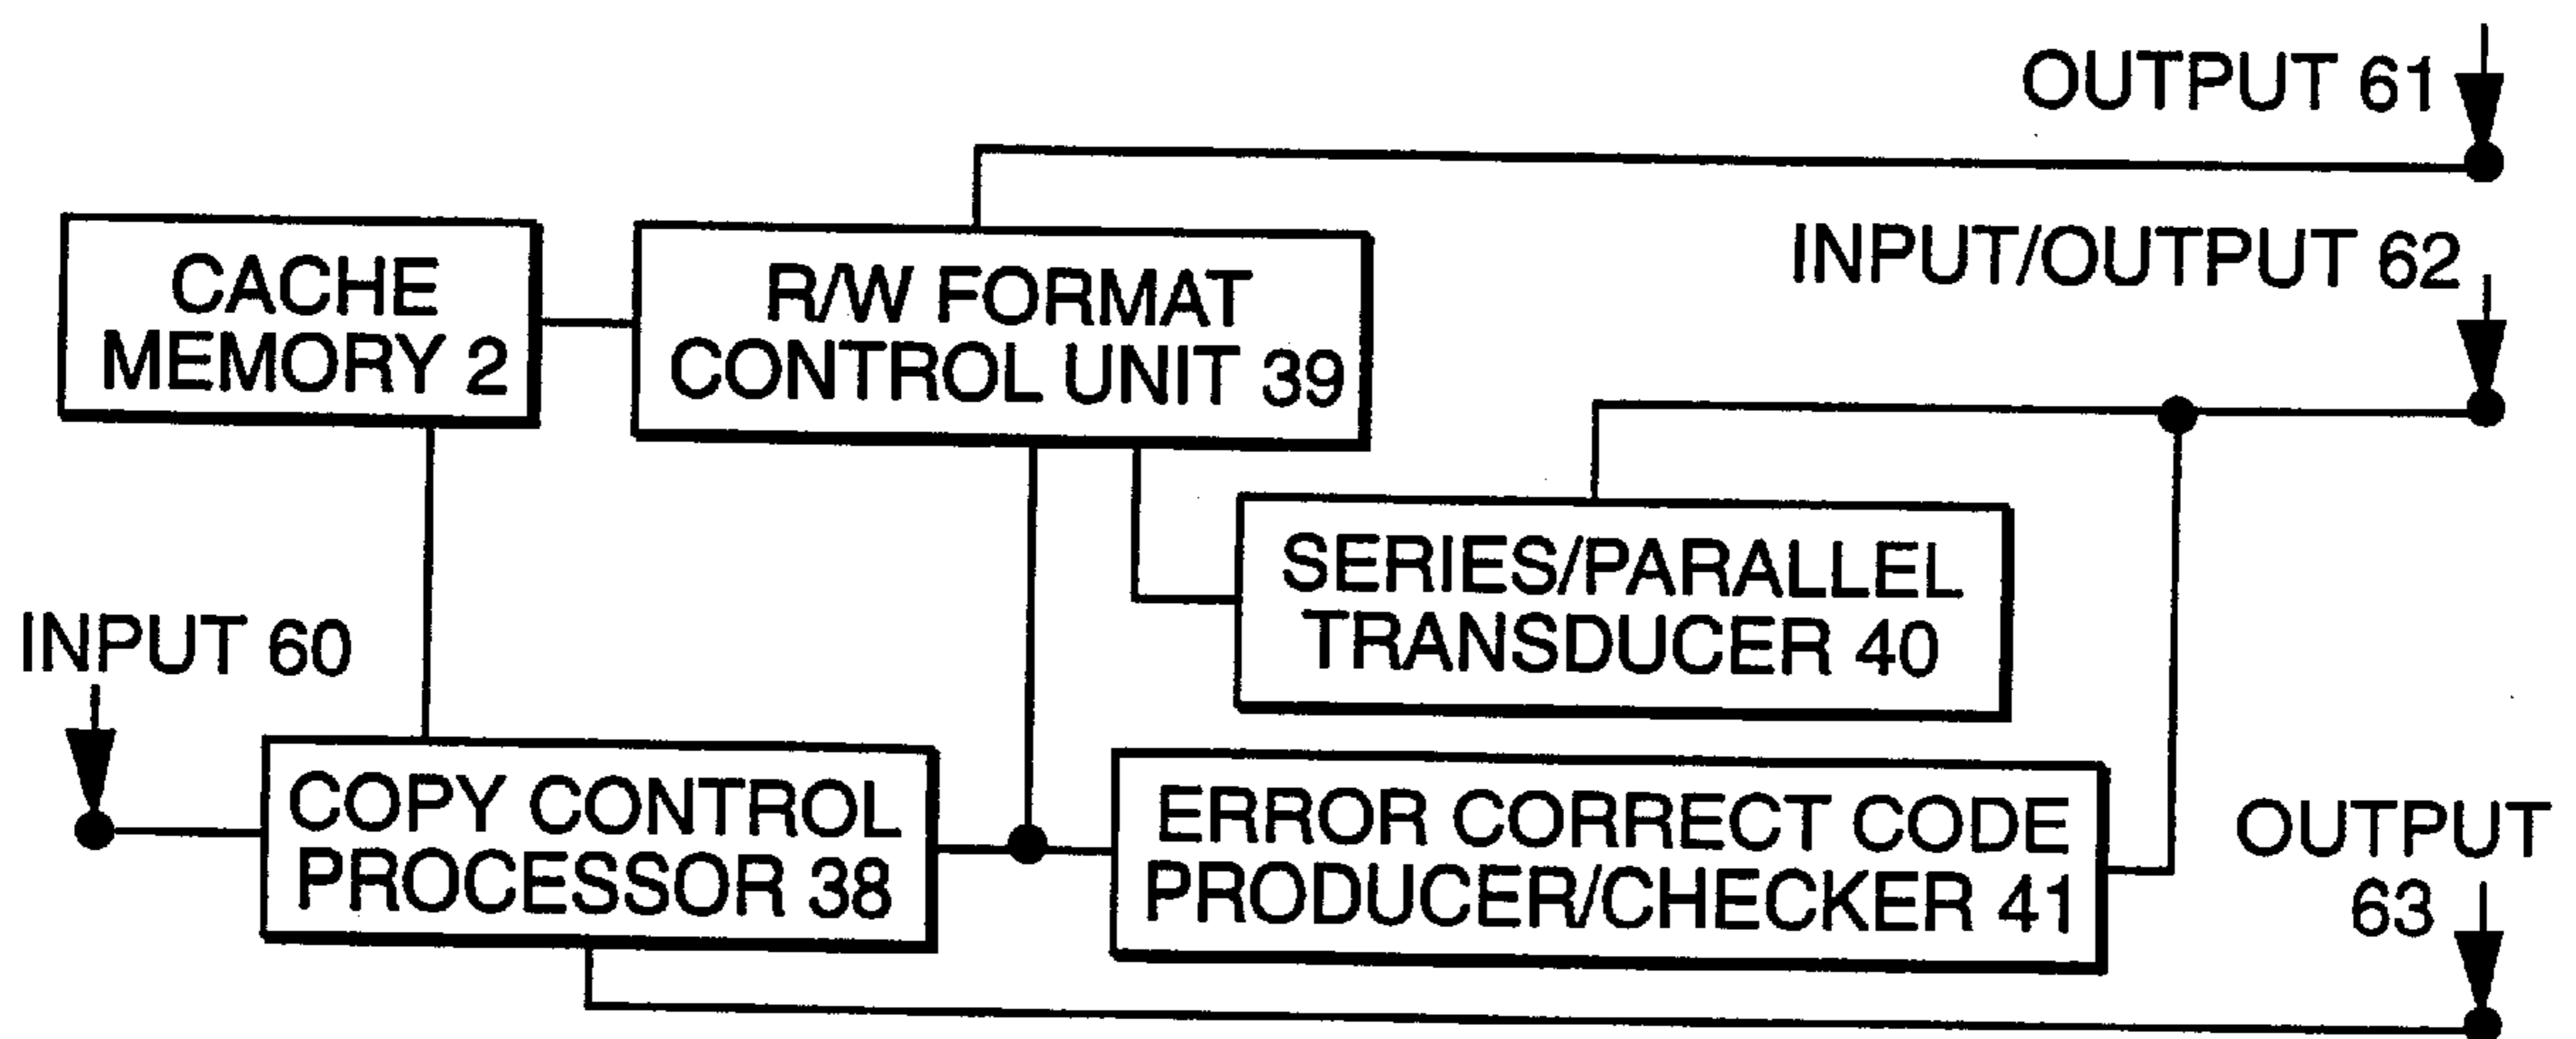 OUTPUT 61
INPUT/OUTPUT 62
CACHE
MEMORY 2
R/W FORMAT
CONTROL UNIT 39
SERIES/PARALLEL
TRANSDUCER 40
INPUT 60
COPY CONTROL
PROCESSOR 38
ERROR CORRECT CODE
PRODUCER/CHECKER 41
OUTPUT
63